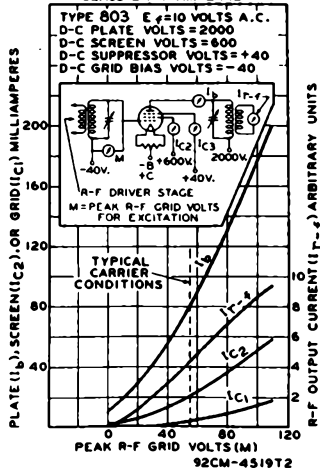 TYPE 803 Ef=10 VOLTS A.C.
D-C PLATE VOLTS=2000
D-C SCREEN VOLTS=600
D-C SUPPRESSOR VOLTS=+40
D-C GRID BIAS VOLTS=-40
Ib
Ir-f
M
IC2
IC3
-40V.
-B
+C
+600V.
+40V.
2000V.
R-F DRIVER STAGE
M=PEAK R-F GRID VOLTS
FOR EXCITATION
PLATE (Ib), SCREEN (IC2), OR GRID (IC1) MILLIAMPERES
200
160
120
80
40
TYPICAL
CARRIER
CONDITIONS
Ib
Ir-f
IC2
IC1
R-F OUTPUT CURRENT (Ir-f) ARBITRARY UNITS
10
8
6
4
2
0 40 80 120
PEAK R-F GRID VOLTS (M)
92CM-4519T2